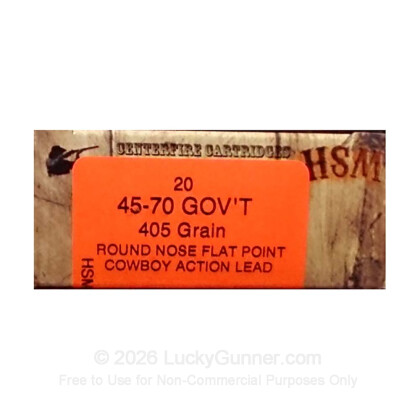 CENTERFIRE CARTRIDGES
HSM
20
45-70 GOV'T
405 Grain
ROUND NOSE FLAT POINT
COWBOY ACTION LEAD
HSM
© 2026 LuckyGunner.com
Free to Use for Non-Commercial Purposes Only